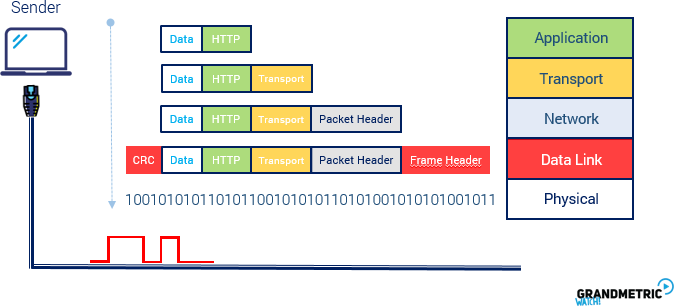 Sender
Data HTTP
Application
Data HTTP Transport
Transport
Data HTTP Transport Packet Header
Network
CRC Data HTTP Transport Packet Header Frame Header
Data Link
100101010110101100101010110101001010101001011
Physical
GRANDMETRIC
WATCH!